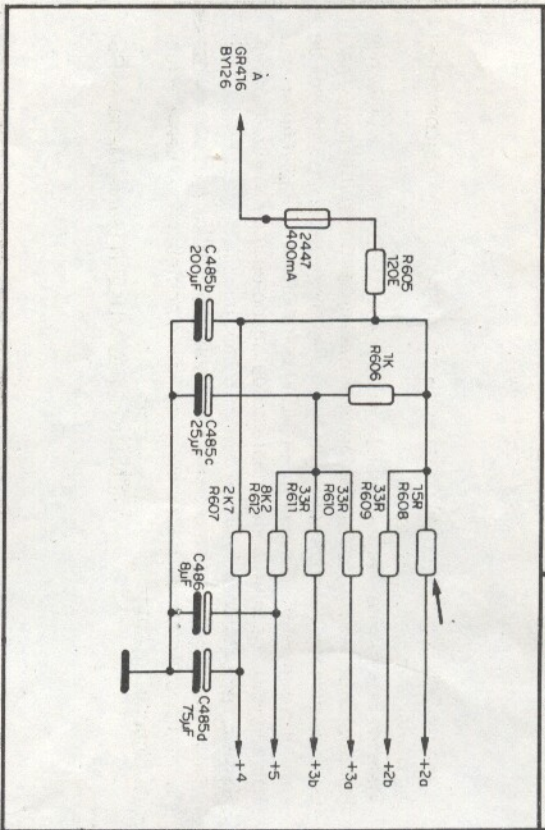 A
GR416
BY126
2447
400mA
R605
120E
C485b
200µF
1K
R606
C485c
25µF
15R
R608
33R
R609
33R
R610
33R
R611
8K2
R612
2K7
R607
C486
8µF
C485d
75µF
+2a
+2b
+3a
+3b
+5
+4